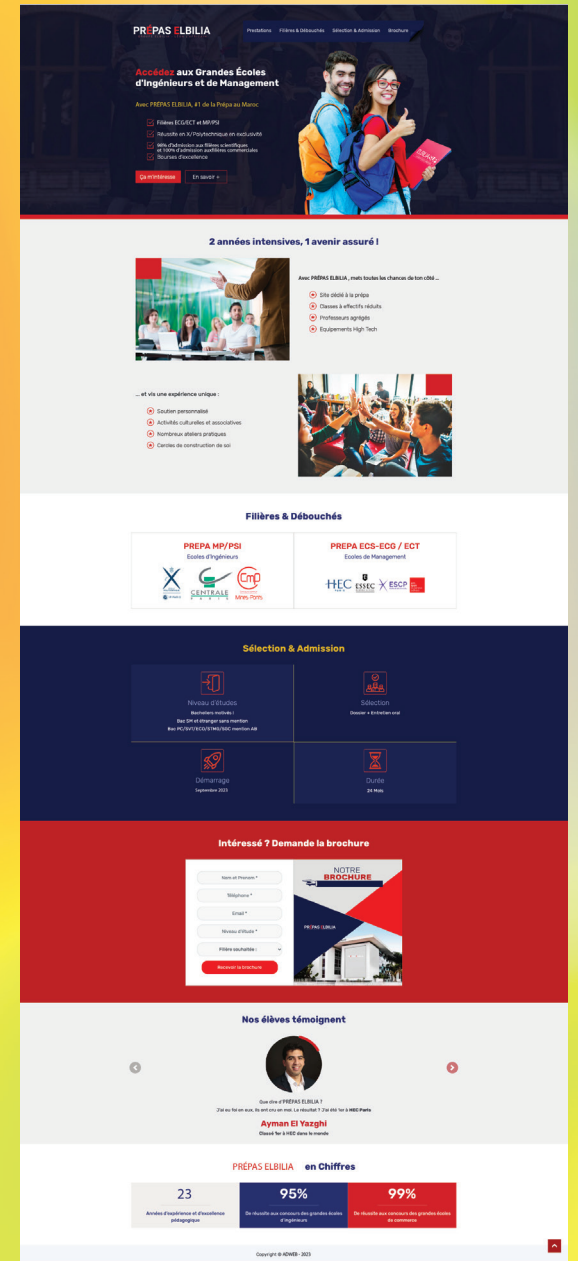 PRÉPAS ELBILIA
Prestations Filières & Débouchés Sélection & Admission Brochure
Accédez aux Grandes Écoles
d'Ingénieurs et de Management
Avec PRÉPAS ELBILIA, #1 de la Prépa au Maroc
Filières ECG/ECT et MP/PSI
Réussite en X/Polytechnique en exclusivité
98% d'admission aux filières scientifiques
et 100% d'admission auxfilières commerciales
Bourses d'excellence
Ça m'intéresse
En savoir +
2 années intensives, 1 avenir assuré !
Avec PRÉPAS ELBILIA , mets toutes les chances de ton côté ...
Site dédié à la prépa
Classes à effectifs réduits
Professeurs agrégés
Equipements High Tech
... et vis une expérience unique :
Soutien personnalisé
Activités culturelles et associatives
Nombreux ateliers pratiques
Cercles de construction de soi
Filières & Débouchés
PREPA MP/PSI
Ecoles d'Ingénieurs
CENTRALE
PARIS
CMP
Mines-Ponts
PREPA ECS-ECG / ECT
Ecoles de Management
HEC
PARIS
ESSEC
ESCP
Sélection & Admission
Niveau d'études
Bacheliers motivés !
Bac SM et étranger sans mention
Bac PC/SVT/ECO/STMG/SGC mention AB
Sélection
Dossier + Entretien oral
Démarrage
Septembre 2023
Durée
24 Mois
Intéressé ? Demande la brochure
Nom et Prenom *
Téléphone *
Email *
Niveau d'étude *
Filière souhaitée :
Recevoir la brochure
NOTRE
BROCHURE
PRÉPAS ELBILIA
Nos élèves témoignent
Que dire d'PRÉPAS ELBILIA ?
J'ai eu foi en eux, ils ont cru en moi. Le résultat ? J'ai été 1er à HEC Paris
Ayman El Yazghi
Classé 1er à HEC dans le monde
PRÉPAS ELBILIA en Chiffres
23
Années d'expérience et d'excellence
pédagogique
95%
De réussite aux concours des grandes écoles
d'ingénieurs
99%
De réussite aux concours des grandes écoles
de commerce
Copyright © ADWEB - 2023